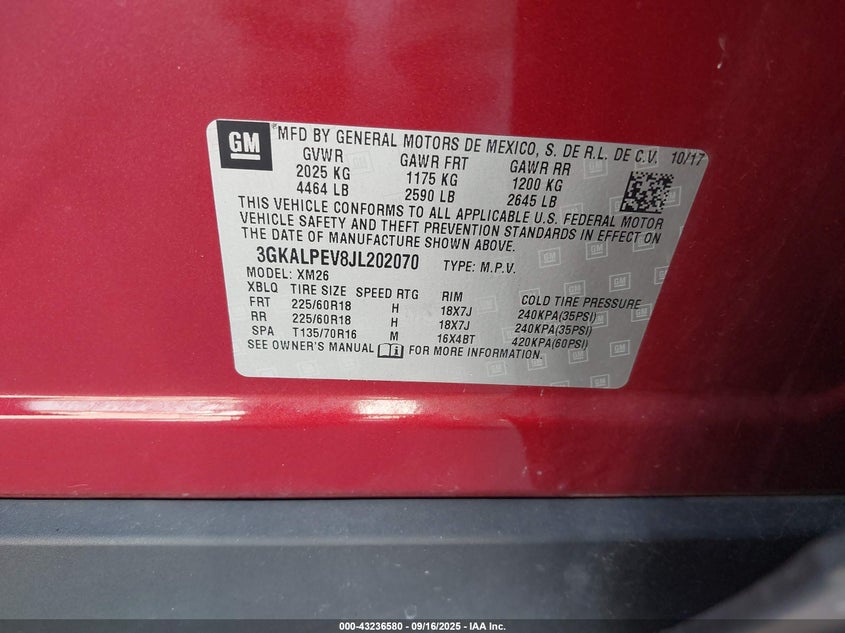 GM MFD BY GENERAL MOTORS DE MEXICO, S. DE R.L. DE C.V. 10/17
GVWR GAWR FRT GAWR RR
2025 KG 1175 KG 1200 KG
4464 LB 2590 LB 2645 LB
THIS VEHICLE CONFORMS TO ALL APPLICABLE U.S. FEDERAL MOTOR
VEHICLE SAFETY AND THEFT PREVENTION STANDARDS IN EFFECT ON
THE DATE OF MANUFACTURE SHOWN ABOVE.
3GKALPEV8JL202070 TYPE: M.P.V.
MODEL: XM26
XBLQ TIRE SIZE SPEED RTG RIM COLD TIRE PRESSURE
FRT 225/60R18 H 18X7J 240KPA(35PSI)
RR 225/60R18 H 18X7J 240KPA(35PSI)
SPA T135/70R16 M 16X4BT 420KPA(60PSI)
SEE OWNER'S MANUAL FOR MORE INFORMATION.
000-43236580 - 09/16/2025 - IAA Inc.